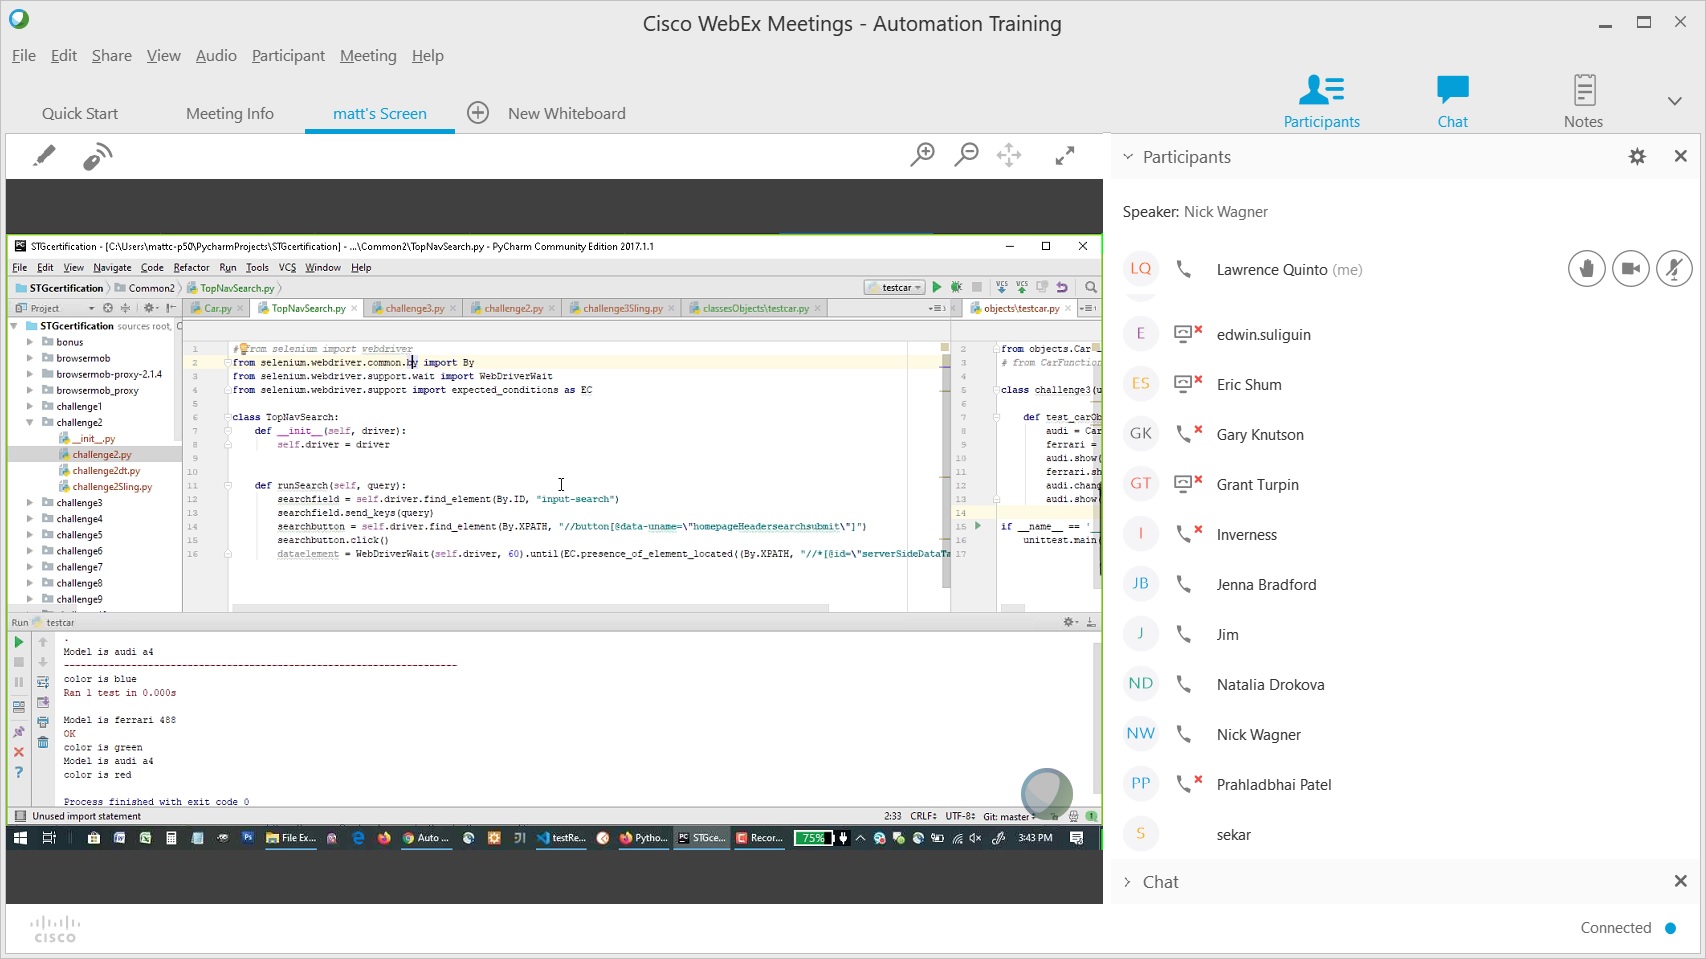 Cisco WebEx Meetings - Automation Training
File Edit Share View Audio Participant Meeting Help
Quick Start Meeting Info matt's Screen New Whiteboard
Participants Chat Notes
Participants
Speaker: Nick Wagner
LQ Lawrence Quinto (me)
E edwin.suliguin
ES Eric Shum
GK Gary Knutson
GT Grant Turpin
I Inverness
JB Jenna Bradford
J Jim
ND Natalia Drokova
NW Nick Wagner
PP Prahladbhai Patel
S sekar
Chat
STGcertification - [C:\Users\mattc-p50\PycharmProjects\STGcertification] - ...\Common2\TopNavSearch.py - PyCharm Community Edition 2017.1.1
File Edit View Navigate Code Refactor Run Tools VCS Window Help
STGcertification Common2 TopNavSearch.py testcar VCS VCS
Project Car.py TopNavSearch.py challenge3.py challenge2.py challenge3Sling.py classesObjects\testcar.py objects\testcar.py
STGcertification sources root, C
bonus
browsermob
browsermob-proxy-2.1.4
browsermob_proxy
challenge1
challenge2
__init__.py
challenge2.py
challenge2dt.py
challenge2Sling.py
challenge3
challenge4
challenge5
challenge6
challenge7
challenge8
challenge9
1 # from selenium import webdriver
2 from selenium.webdriver.common.by import By
3 from selenium.webdriver.support.wait import WebDriverWait
4 from selenium.webdriver.support import expected_conditions as EC
5
6 class TopNavSearch:
7 def __init__(self, driver):
8 self.driver = driver
9
10
11 def runSearch(self, query):
12 searchfield = self.driver.find_element(By.ID, "input-search")
13 searchfield.send_keys(query)
14 searchbutton = self.driver.find_element(By.XPATH, "//button[@data-uname=\"homepageHeadersearchsubmit\"]")
15 searchbutton.click()
16 dataelement = WebDriverWait(self.driver, 60).until(EC.presence_of_element_located((By.XPATH, "//*[@id=\"serverSideDataTa
2 from objects.Car
3 # from CarFunction
4
5 class challenge3(u
6
7 def test_carOb
8 audi = Car
9 ferrari =
10 audi.show(
11 ferrari.sh
12 audi.chan
13 audi.show
14
15 if __name__ == '
16 unittest.main(
17
Run testcar
.
Model is audi a4
----------------------------------------------------------------------
color is blue
Ran 1 test in 0.000s
Model is ferrari 488
OK
color is green
Model is audi a4
color is red
Process finished with exit code 0
Unused import statement 2:33 CRLF UTF-8 Git: master 1
File Ex... Auto ... testRe... Pytho... STGce... Recor... 75% 3:43 PM
CISCO
Connected